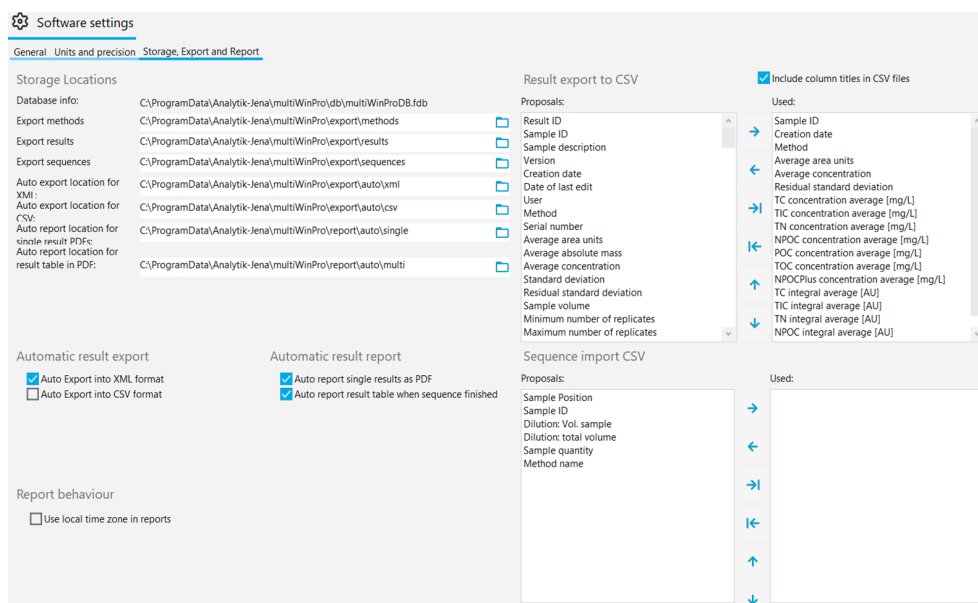 Software settings
General Units and precision Storage, Export and Report
Storage Locations
Database info: C:\ProgramData\Analytik-Jena\multiWinPro\db\multiWinProDB.fdb
Export methods C:\ProgramData\Analytik-Jena\multiWinPro\export\methods
Export results C:\ProgramData\Analytik-Jena\multiWinPro\export\results
Export sequences C:\ProgramData\Analytik-Jena\multiWinPro\export\sequences
Auto export location for
XML: C:\ProgramData\Analytik-Jena\multiWinPro\export\auto\xml
Auto export location for
CSV: C:\ProgramData\Analytik-Jena\multiWinPro\export\auto\csv
Auto report location for
single result PDFs: C:\ProgramData\Analytik-Jena\multiWinPro\report\auto\single
Auto report location for
result table in PDF: C:\ProgramData\Analytik-Jena\multiWinPro\report\auto\multi
Automatic result export
Auto Export into XML format
Auto Export into CSV format
Automatic result report
Auto report single results as PDF
Auto report result table when sequence finished
Report behaviour
Use local time zone in reports
Result export to CSV
Include column titles in CSV files
Proposals:
Result ID
Sample ID
Sample description
Version
Creation date
Date of last edit
User
Method
Serial number
Average area units
Average absolute mass
Average concentration
Standard deviation
Residual standard deviation
Sample volume
Minimum number of replicates
Maximum number of replicates
Used:
Sample ID
Creation date
Method
Average area units
Average concentration
Residual standard deviation
TC concentration average [mg/L]
TIC concentration average [mg/L]
TN concentration average [mg/L]
NPOC concentration average [mg/L]
POC concentration average [mg/L]
TOC concentration average [mg/L]
NPOCPlus concentration average [mg/L]
TC integral average [AU]
TIC integral average [AU]
TN integral average [AU]
NPOC integral average [AU]
Sequence import CSV
Proposals:
Sample Position
Sample ID
Dilution: Vol. sample
Dilution: total volume
Sample quantity
Method name
Used: